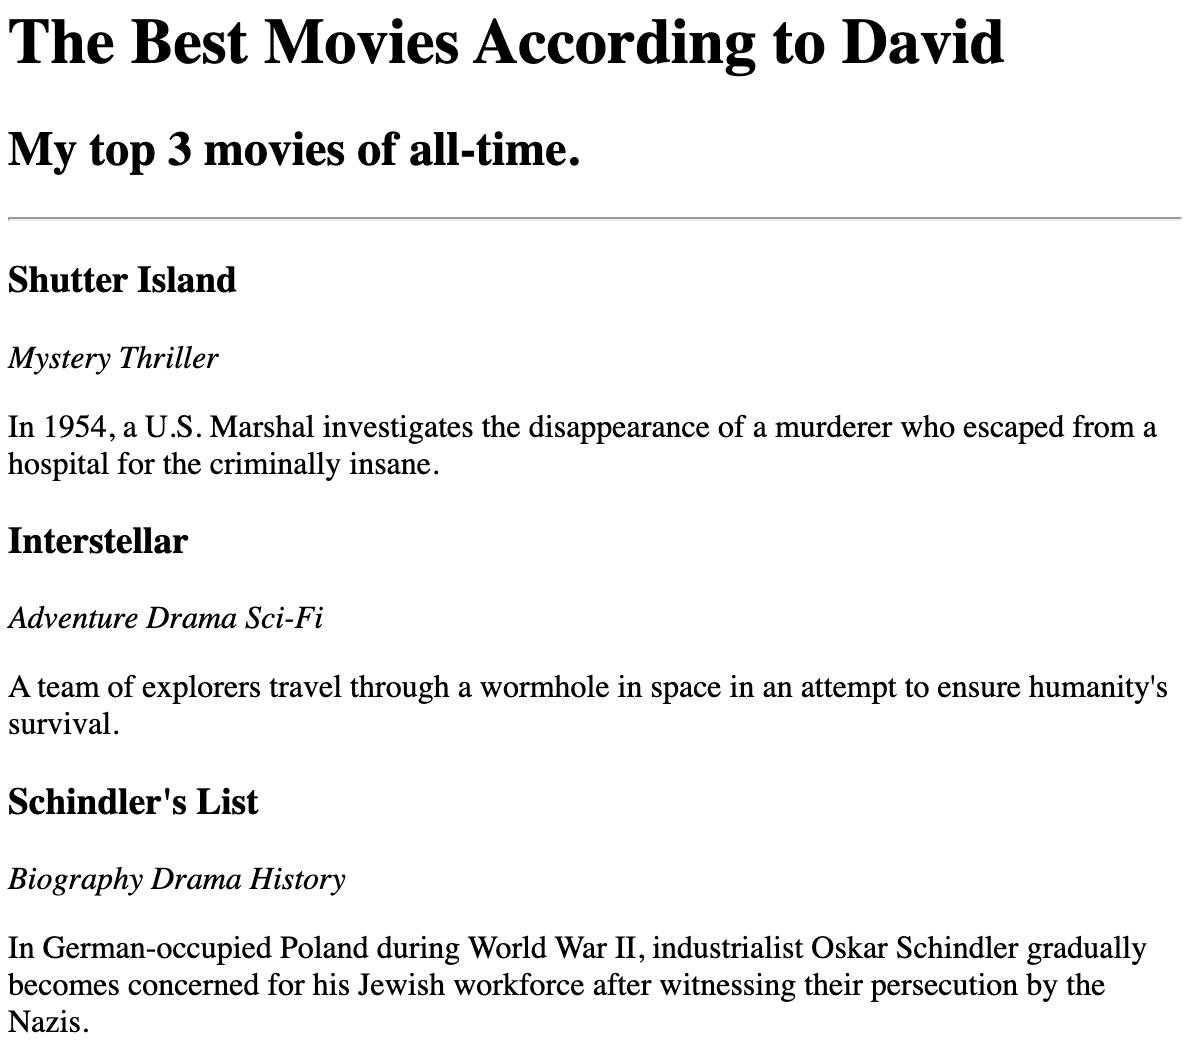 The Best Movies According to David
My top 3 movies of all-time.
Shutter Island
Mystery Thriller
In 1954, a U.S. Marshal investigates the disappearance of a murderer who escaped from a
hospital for the criminally insane.
Interstellar
Adventure Drama Sci-Fi
A team of explorers travel through a wormhole in space in an attempt to ensure humanity's
survival.
Schindler's List
Biography Drama History
In German-occupied Poland during World War II, industrialist Oskar Schindler gradually
becomes concerned for his Jewish workforce after witnessing their persecution by the
Nazis.